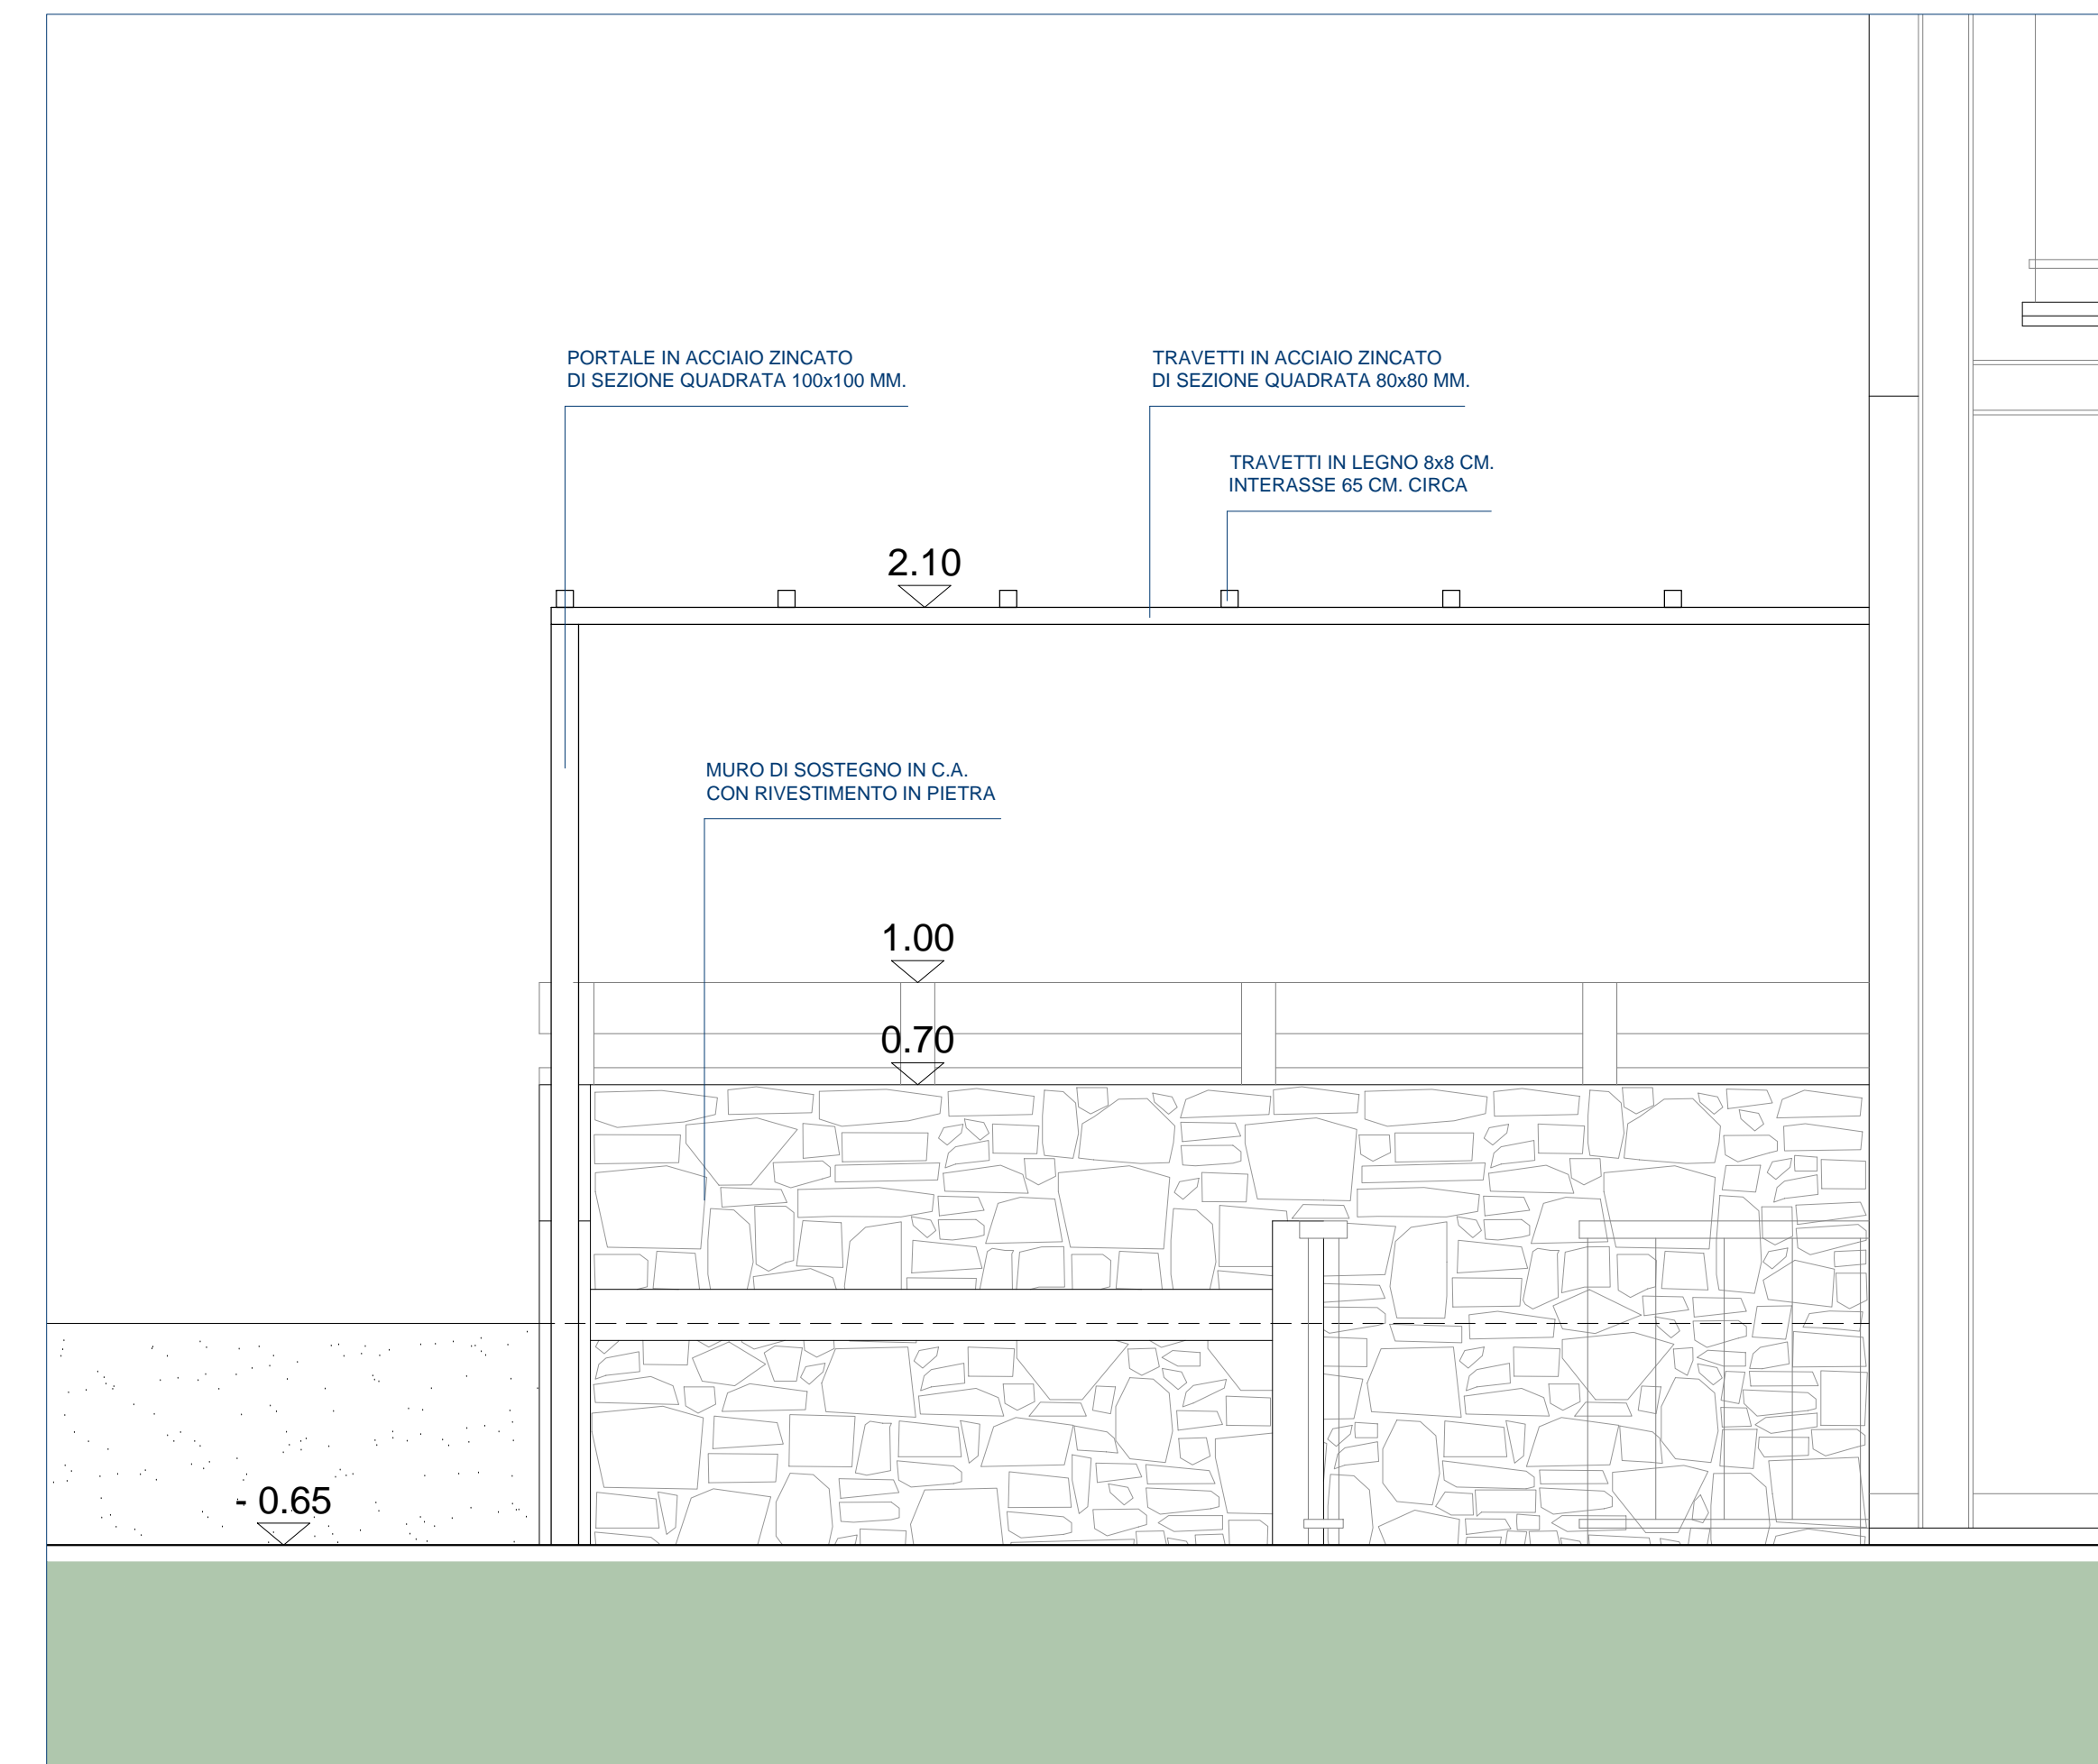 PORTALE IN ACCIAIO ZINCATO
DI SEZIONE QUADRATA 100x100 MM.
TRAVETTI IN ACCIAIO ZINCATO
DI SEZIONE QUADRATA 80x80 MM.
TRAVETTI IN LEGNO 8x8 CM.
INTERASSE 65 CM. CIRCA
2.10
MURO DI SOSTEGNO IN C.A.
CON RIVESTIMENTO IN PIETRA
1.00
0.70
- 0.65